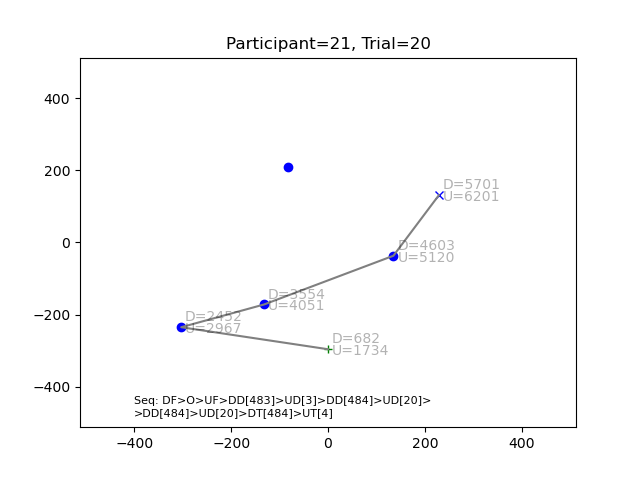 Participant=21, Trial=20
400
200
0
−200
−400
D=5701
U=6201
D=4603
U=5120
D=3554
U=4051
D=2452
U=2967
D=682
U=1734
Seq: DF>O>UF>DD[483]>UD[3]>DD[484]>UD[20]>
>DD[484]>UD[20]>DT[484]>UT[4]
−400 −200 0 200 400